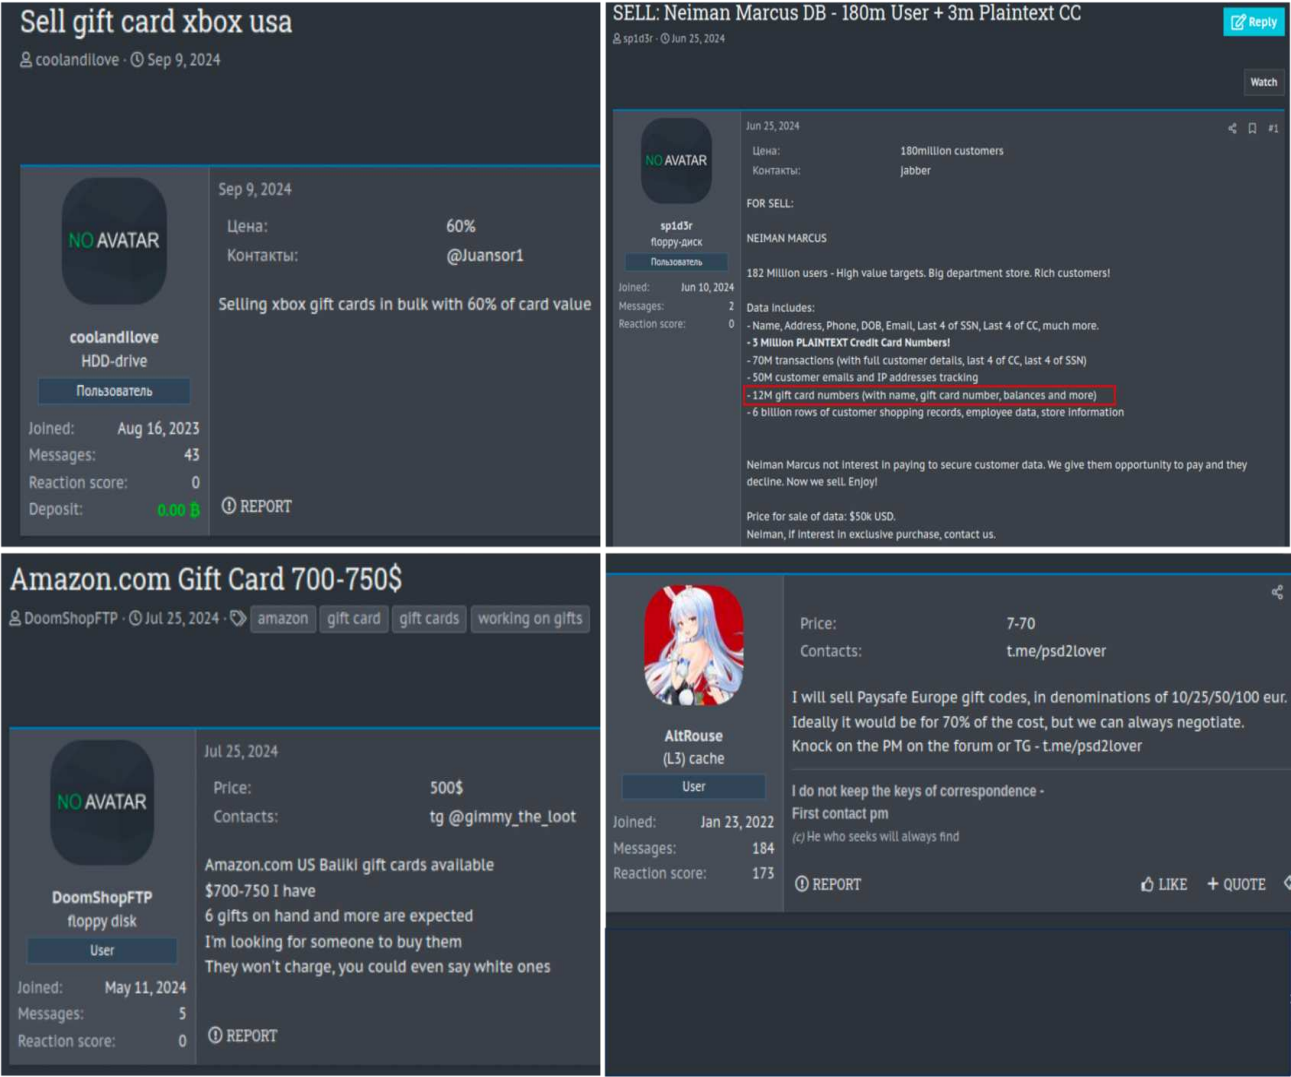 Sell gift card xbox usa
coolandilove · Sep 9, 2024
NO AVATAR
coolandilove
HDD-drive
Пользователь
Joined: Aug 16, 2023
Messages: 43
Reaction score: 0
Deposit: 0.00 ₿
Sep 9, 2024
Цена: 60%
Контакты: @Juansor1
Selling xbox gift cards in bulk with 60% of card value
REPORT
SELL: Neiman Marcus DB - 180m User + 3m Plaintext CC
sp1d3r · Jun 25, 2024
Reply
Watch
NO AVATAR
sp1d3r
floppy-диск
Пользователь
Joined: Jun 10, 2024
Messages: 2
Reaction score: 0
Jun 25, 2024
#1
Цена: 180million customers
Контакты: jabber
FOR SELL:
NEIMAN MARCUS
182 Million users - High value targets. Big department store. Rich customers!
Data includes:
- Name, Address, Phone, DOB, Email, Last 4 of SSN, Last 4 of CC, much more.
- 3 Million PLAINTEXT Credit Card Numbers!
- 70M transactions (with full customer details, last 4 of CC, last 4 of SSN)
- 50M customer emails and IP addresses tracking
- 12M gift card numbers (with name, gift card number, balances and more)
- 6 billion rows of customer shopping records, employee data, store information
Neiman Marcus not interest in paying to secure customer data. We give them opportunity to pay and they
decline. Now we sell. Enjoy!
Price for sale of data: $50k USD.
Neiman, if interest in exclusive purchase, contact us.
Amazon.com Gift Card 700-750$
DoomShopFTP · Jul 25, 2024 · amazon gift card gift cards working on gifts
NO AVATAR
DoomShopFTP
floppy disk
User
Joined: May 11, 2024
Messages: 5
Reaction score: 0
Jul 25, 2024
Price: 500$
Contacts: tg @gimmy_the_loot
Amazon.com US Baliki gift cards available
$700-750 I have
6 gifts on hand and more are expected
I'm looking for someone to buy them
They won't charge, you could even say white ones
REPORT
AltRouse
(L3) cache
User
Joined: Jan 23, 2022
Messages: 184
Reaction score: 173
Price: 7-70
Contacts: t.me/psd2lover
I will sell Paysafe Europe gift codes, in denominations of 10/25/50/100 eur.
Ideally it would be for 70% of the cost, but we can always negotiate.
Knock on the PM on the forum or TG - t.me/psd2lover
I do not keep the keys of correspondence -
First contact pm
(c) He who seeks will always find
REPORT
LIKE + QUOTE